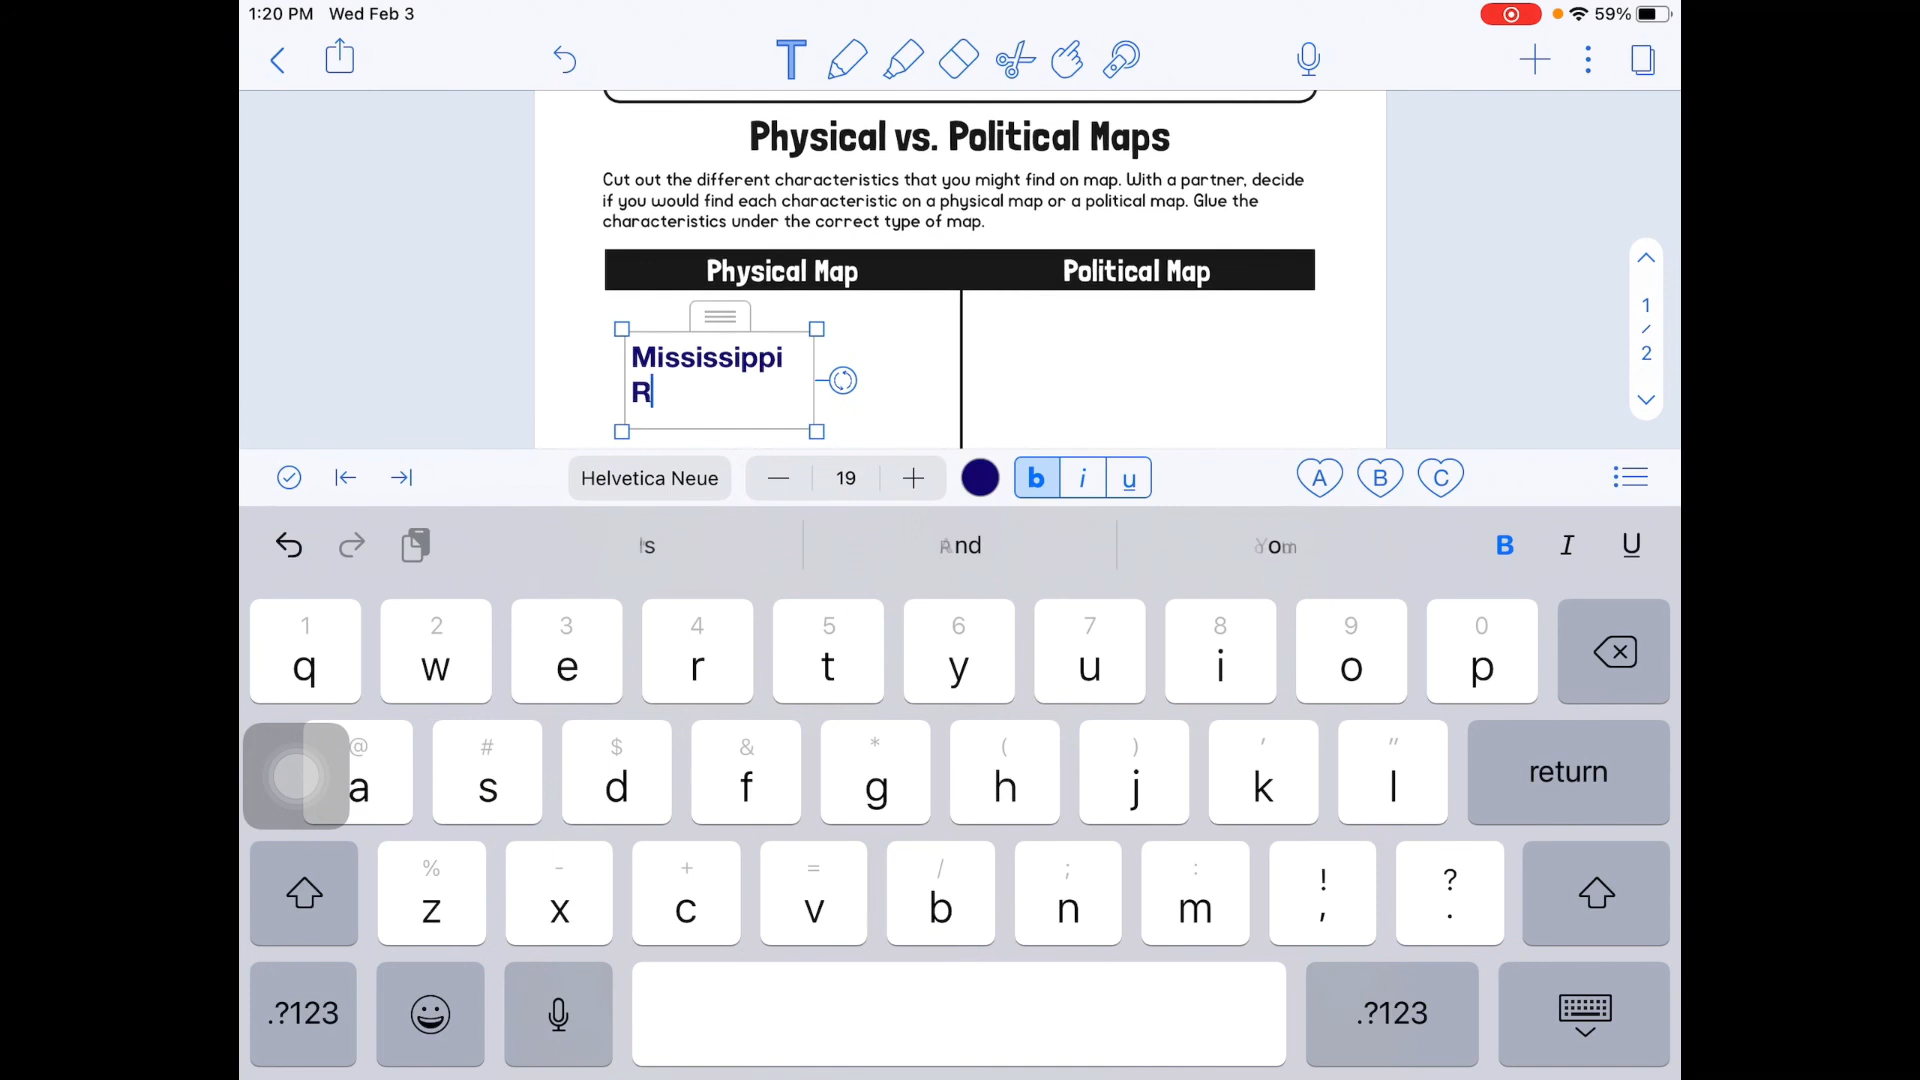 1:20 PM Wed Feb 3
59%
T
Physical vs. Political Maps
Cut out the different characteristics that you might find on map. With a partner, decide
if you would find each characteristic on a physical map or a political map. Glue the
characteristics under the correct type of map.
Physical Map
Political Map
1
/
2
Mississippi
R
Helvetica Neue
— 19 +
b i u
A B C
B I U
1 2 3 4 5 6 7 8 9 0
q w e r t y u i o p
@ # $ & * ( ) ' "
a s d f g h j k l
return
% - + = / ; : ! ?
z x c v b n m , .
.?123
.?123